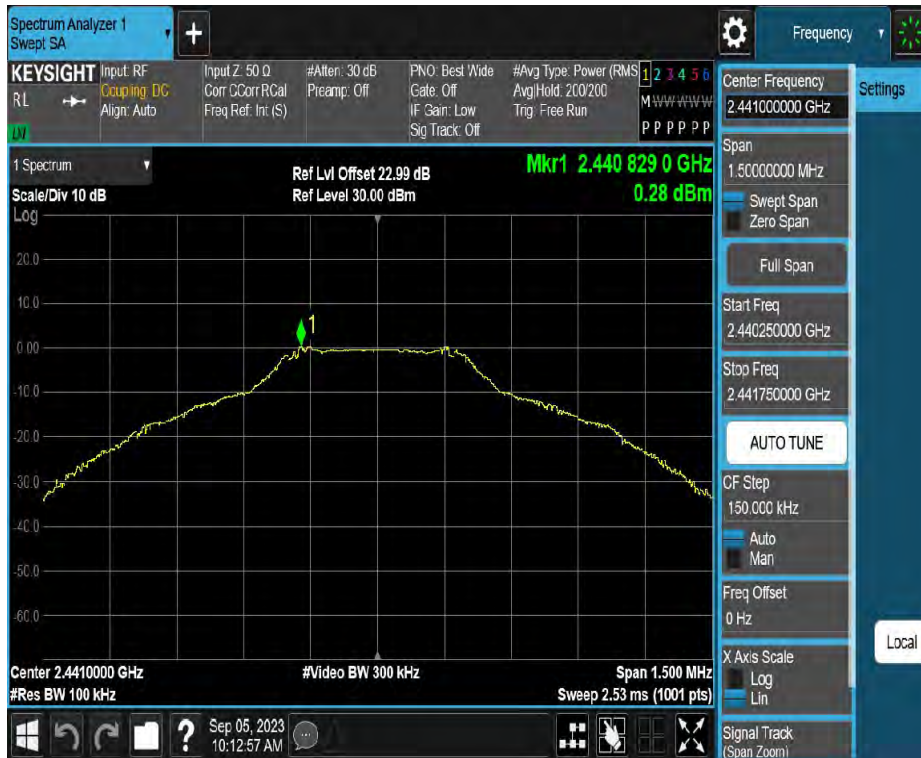 Spectrum Analyzer 1
Swept SA
+
Frequency
KEYSIGHT
RL
LXI
Input: RF
Coupling: DC
Align: Auto
Input Z: 50 Ω
Corr CCorr RCal
Freq Ref: Int (S)
#Atten: 30 dB
Preamp: Off
PNO: Best Wide
Gate: Off
IF Gain: Low
Sig Track: Off
#Avg Type: Power (RMS
Avg|Hold: 200/200
Trig: Free Run
1 2 3 4 5 6
M W W W W W
P P P P P P
1 Spectrum
Scale/Div 10 dB
Log
Ref Lvl Offset 22.99 dB
Ref Level 30.00 dBm
Mkr1 2.440 829 0 GHz
0.28 dBm
20.0
10.0
0.00
-10.0
-20.0
-30.0
-40.0
-50.0
-60.0
1
Center 2.4410000 GHz
#Res BW 100 kHz
#Video BW 300 kHz
Span 1.500 MHz
Sweep 2.53 ms (1001 pts)
Center Frequency
2.441000000 GHz
Settings
Span
1.50000000 MHz
Swept Span
Zero Span
Full Span
Start Freq
2.440250000 GHz
Stop Freq
2.441750000 GHz
AUTO TUNE
CF Step
150.000 kHz
Auto
Man
Freq Offset
0 Hz
Local
X Axis Scale
Log
Lin
Signal Track
(Span Zoom)
?
Sep 05, 2023
10:12:57 AM